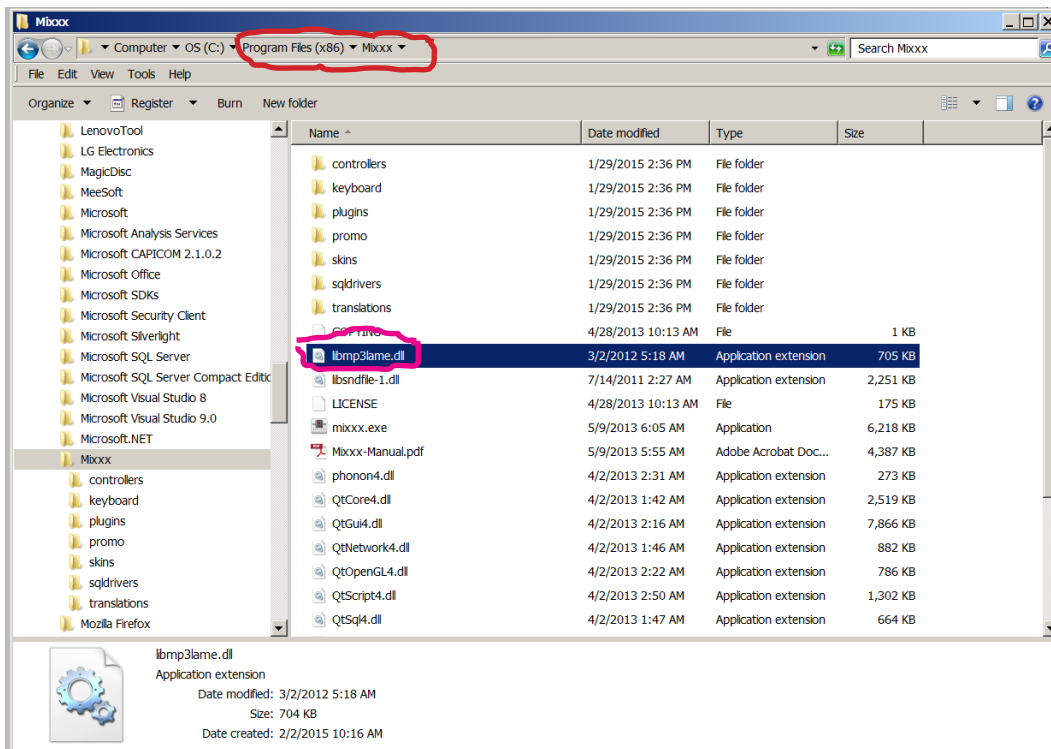 Mixxx
Computer OS (C:) Program Files (x86) Mixxx Search Mixxx
File Edit View Tools Help
Organize Register Burn New folder
Name Date modified Type Size
LenovoTool
LG Electronics
MagicDisc
MeeSoft
Microsoft
Microsoft Analysis Services
Microsoft CAPICOM 2.1.0.2
Microsoft Office
Microsoft SDKs
Microsoft Security Client
Microsoft Silverlight
Microsoft SQL Server
Microsoft SQL Server Compact Editic
Microsoft Visual Studio 8
Microsoft Visual Studio 9.0
Microsoft.NET
Mixxx
controllers
keyboard
plugins
promo
skins
sqldrivers
translations
Mozilla Firefox
controllers 1/29/2015 2:36 PM File folder
keyboard 1/29/2015 2:36 PM File folder
plugins 1/29/2015 2:36 PM File folder
promo 1/29/2015 2:36 PM File folder
skins 1/29/2015 2:36 PM File folder
sqldrivers 1/29/2015 2:36 PM File folder
translations 1/29/2015 2:36 PM File folder
COPYING 4/28/2013 10:13 AM File 1 KB
libmp3lame.dll 3/2/2012 5:18 AM Application extension 705 KB
libsndfile-1.dll 7/14/2011 2:27 AM Application extension 2,251 KB
LICENSE 4/28/2013 10:13 AM File 175 KB
mixxx.exe 5/9/2013 6:05 AM Application 6,218 KB
Mixxx-Manual.pdf 5/9/2013 5:55 AM Adobe Acrobat Doc... 4,387 KB
phonon4.dll 4/2/2013 2:31 AM Application extension 273 KB
QtCore4.dll 4/2/2013 1:42 AM Application extension 2,519 KB
QtGui4.dll 4/2/2013 2:16 AM Application extension 7,866 KB
QtNetwork4.dll 4/2/2013 1:46 AM Application extension 882 KB
QtOpenGL4.dll 4/2/2013 2:22 AM Application extension 786 KB
QtScript4.dll 4/2/2013 2:50 AM Application extension 1,302 KB
QtSql4.dll 4/2/2013 1:47 AM Application extension 664 KB
libmp3lame.dll
Application extension
Date modified: 3/2/2012 5:18 AM
Size: 704 KB
Date created: 2/2/2015 10:16 AM